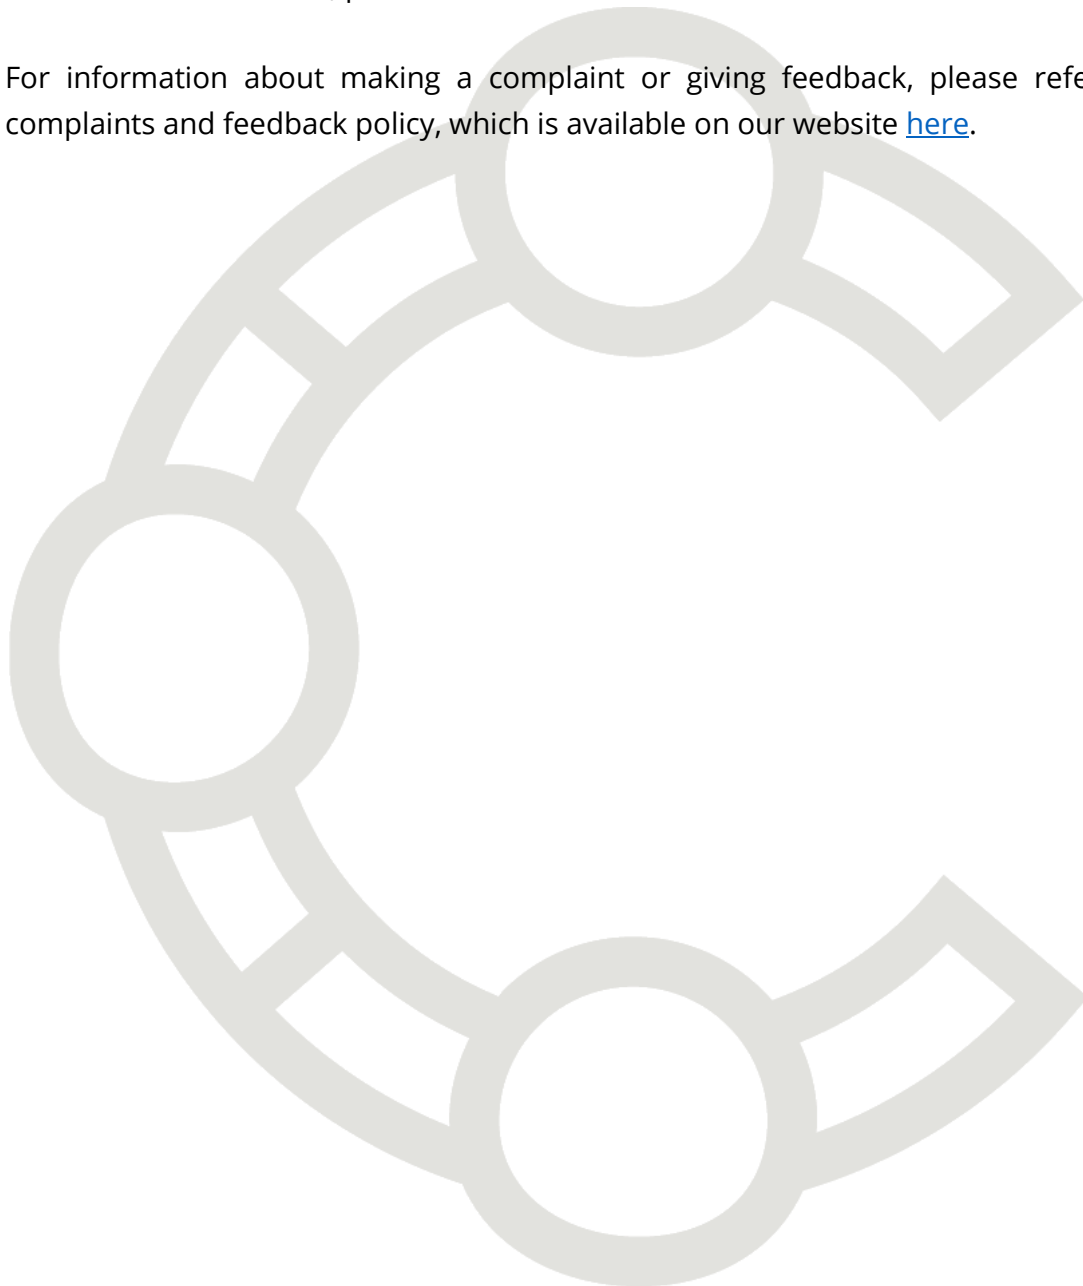 For information about making a complaint or giving feedback, please refe
complaints and feedback policy, which is available on our website here.